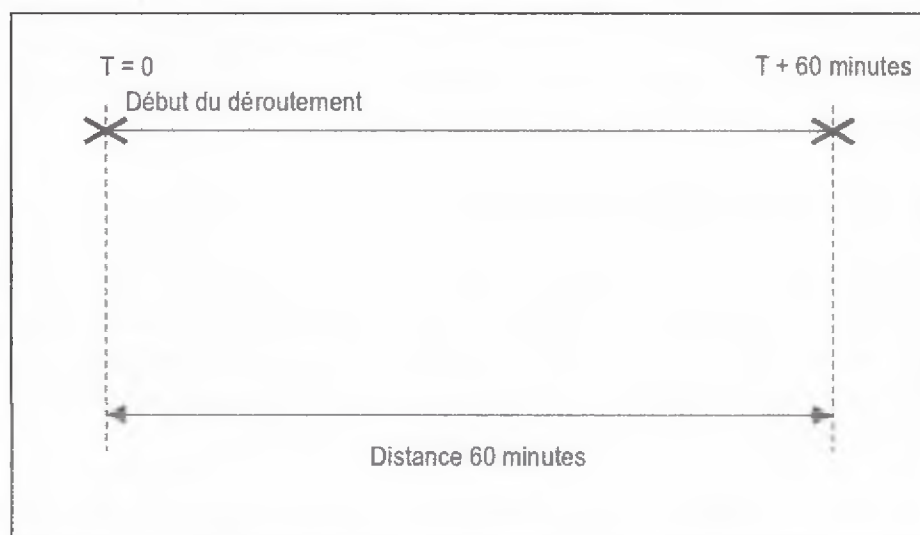 T = 0
T + 60 minutes
Début du déroutement
Distance 60 minutes